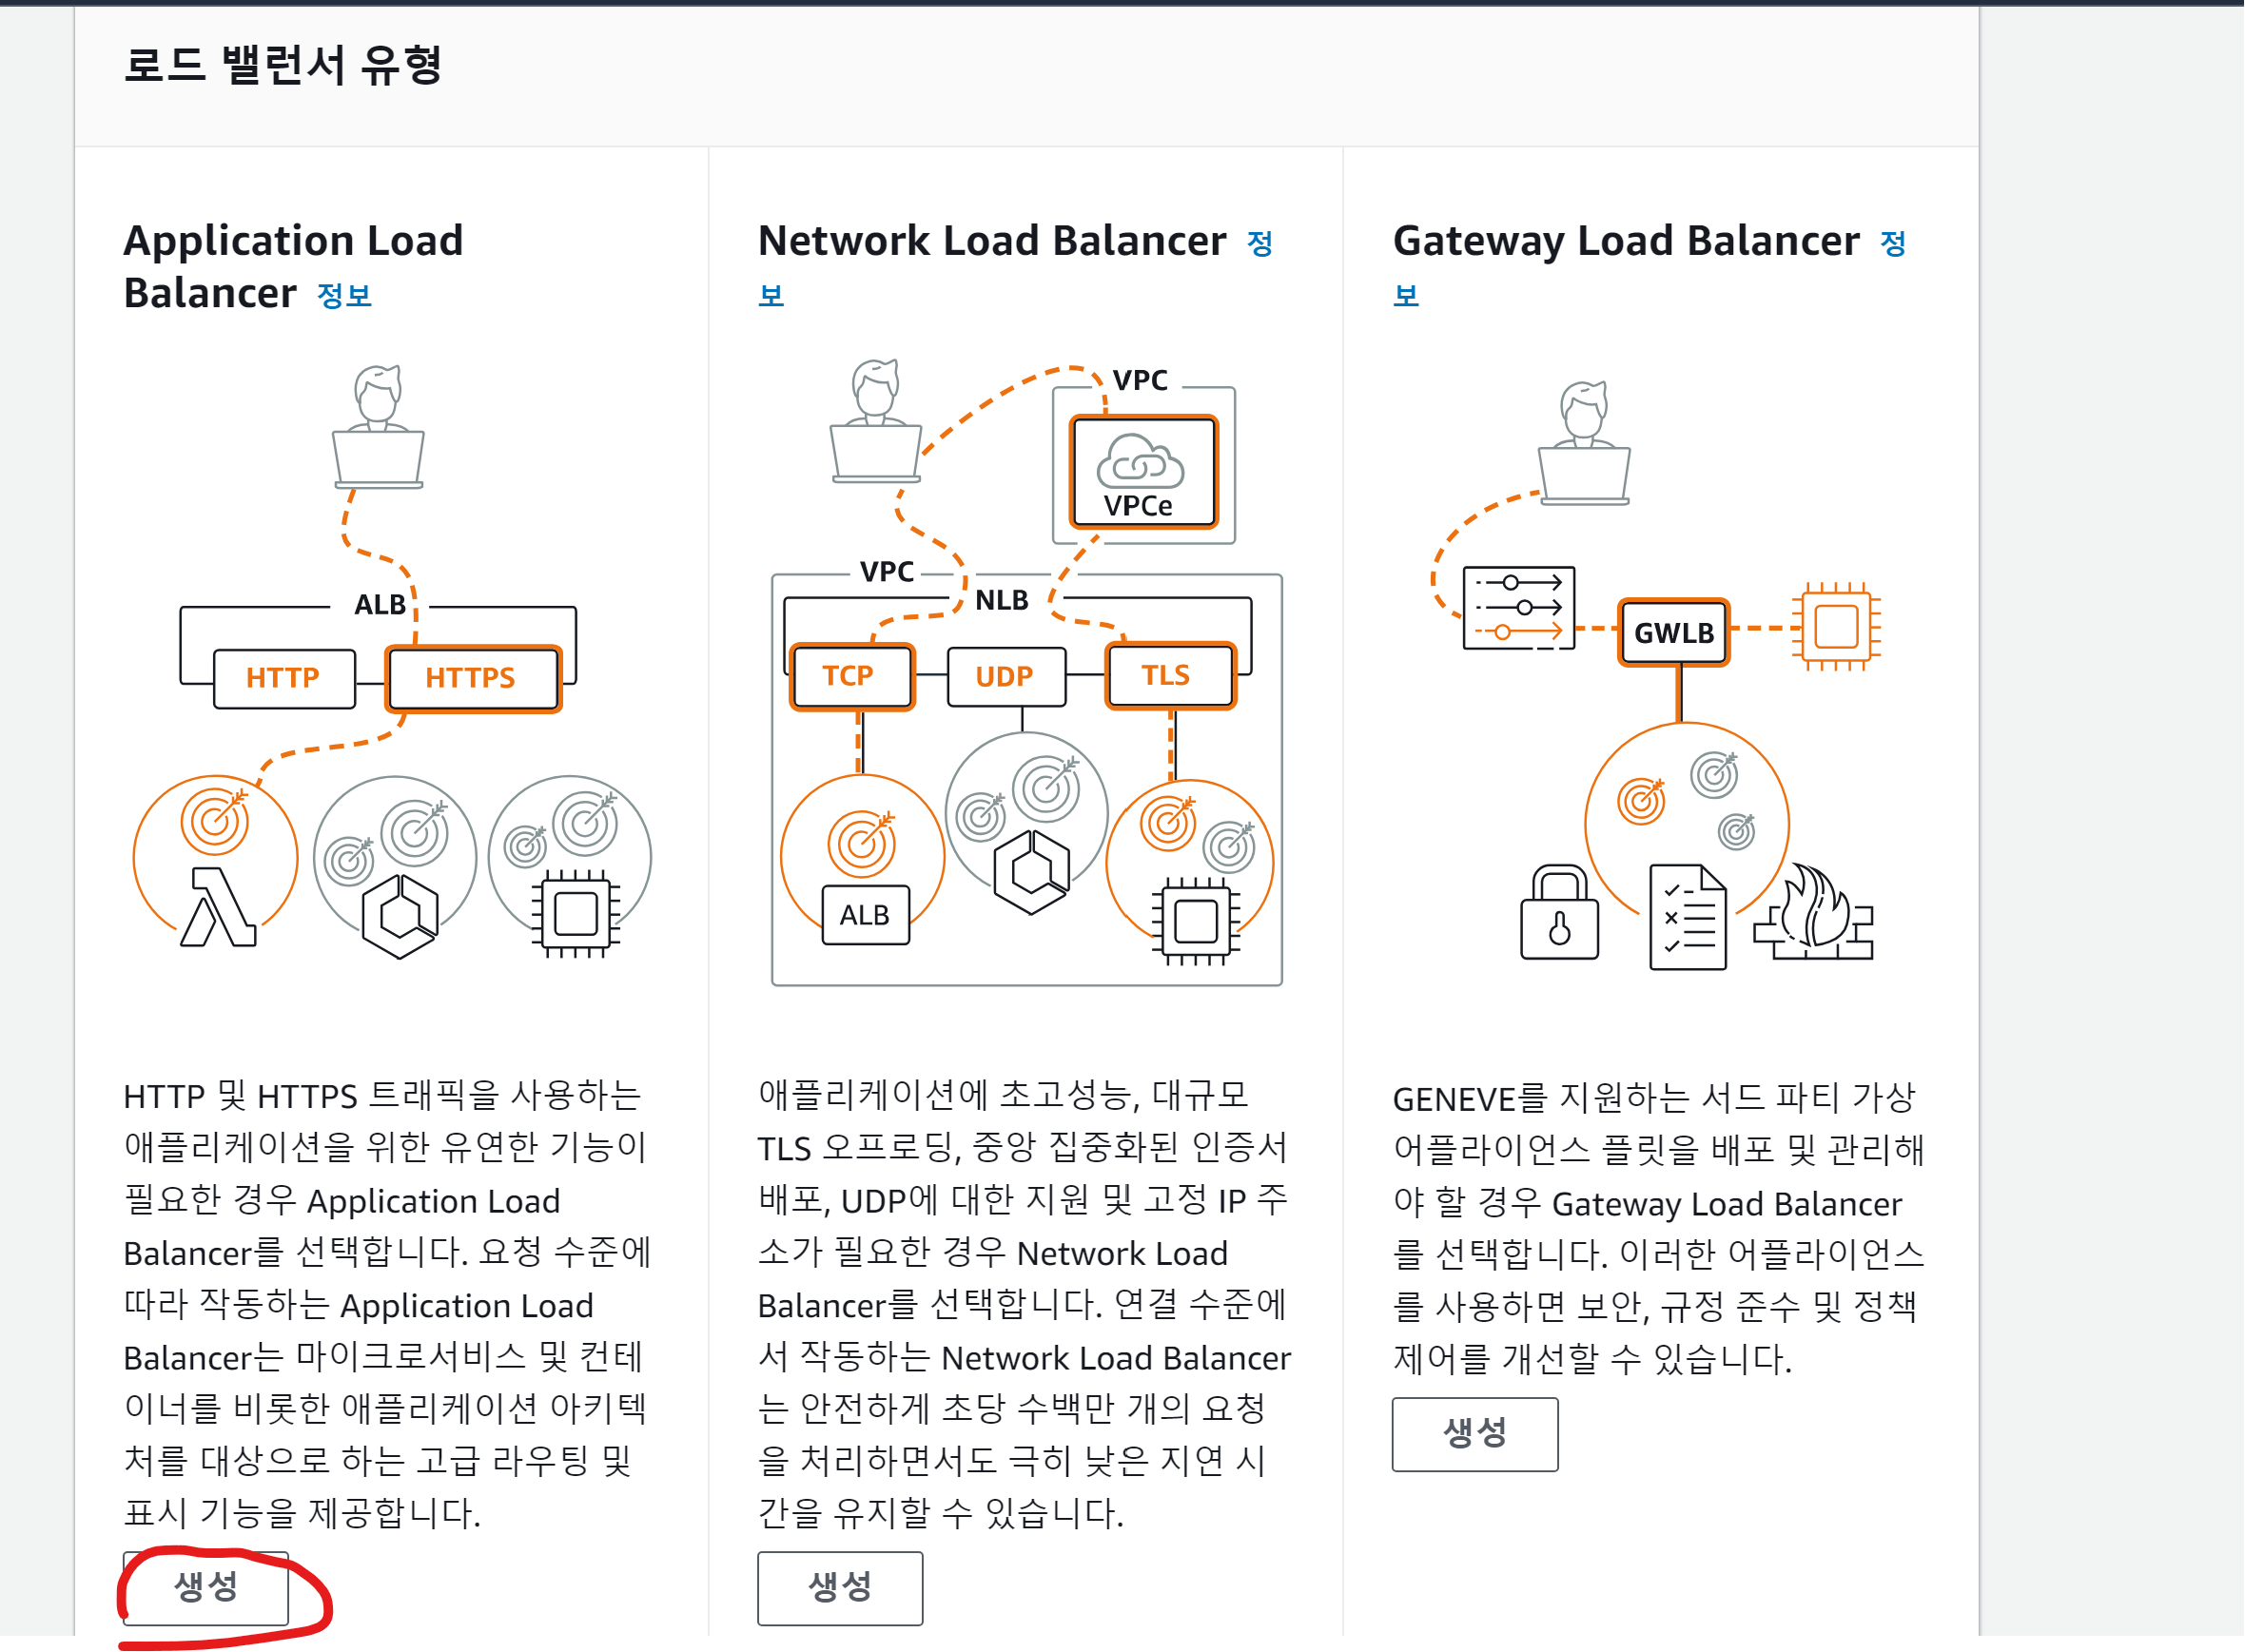 로드 밸런서 유형
Application Load
Balancer 정보
ALB
HTTP
HTTPS
HTTP 및 HTTPS 트래픽을 사용하는
애플리케이션을 위한 유연한 기능이
필요한 경우 Application Load
Balancer를 선택합니다. 요청 수준에
따라 작동하는 Application Load
Balancer는 마이크로서비스 및 컨테
이너를 비롯한 애플리케이션 아키텍
처를 대상으로 하는 고급 라우팅 및
표시 기능을 제공합니다.
생성
Network Load Balancer 정
보
VPC
VPCe
VPC
NLB
TCP
UDP
TLS
ALB
애플리케이션에 초고성능, 대규모
TLS 오프로딩, 중앙 집중화된 인증서
배포, UDP에 대한 지원 및 고정 IP 주
소가 필요한 경우 Network Load
Balancer를 선택합니다. 연결 수준에
서 작동하는 Network Load Balancer
는 안전하게 초당 수백만 개의 요청
을 처리하면서도 극히 낮은 지연 시
간을 유지할 수 있습니다.
생성
Gateway Load Balancer 정
보
GWLB
GENEVE를 지원하는 서드 파티 가상
어플라이언스 플릿을 배포 및 관리해
야 할 경우 Gateway Load Balancer
를 선택합니다. 이러한 어플라이언스
를 사용하면 보안, 규정 준수 및 정책
제어를 개선할 수 있습니다.
생성